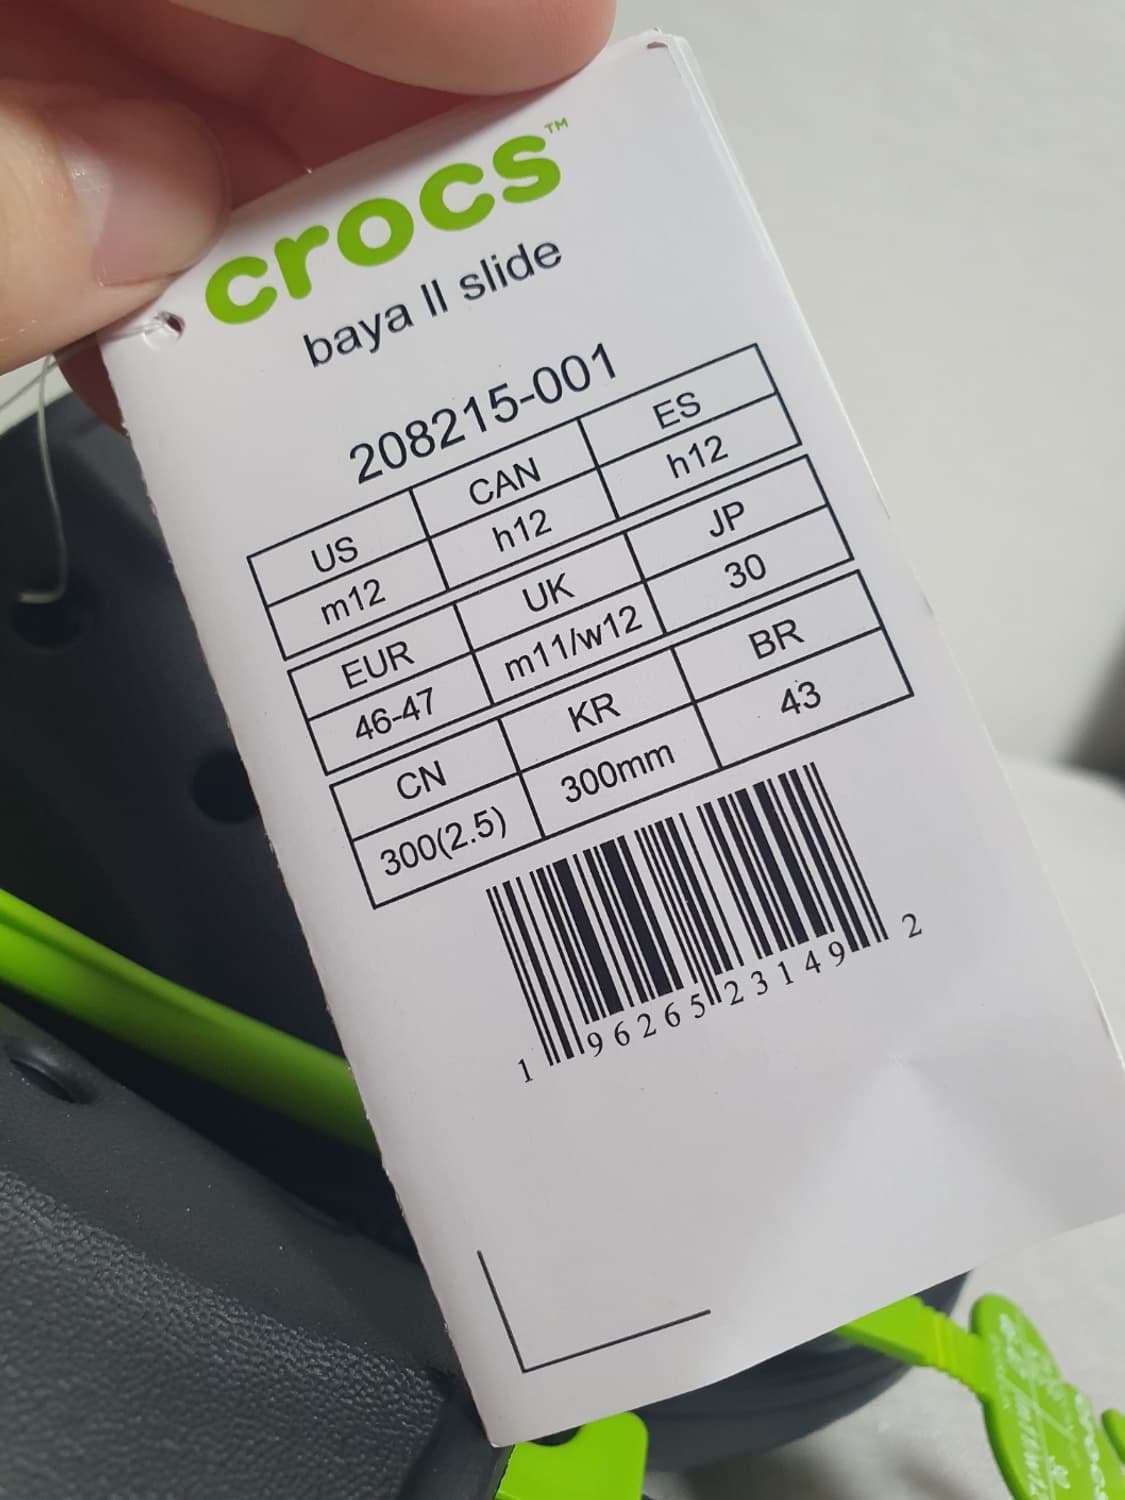 crocs™
baya II slide
208215-001
US CAN ES
m12 h12 h12
EUR UK JP
46-47 m11/w12 30
CN KR BR
300(2.5) 300mm 43
1 96265 23149 2